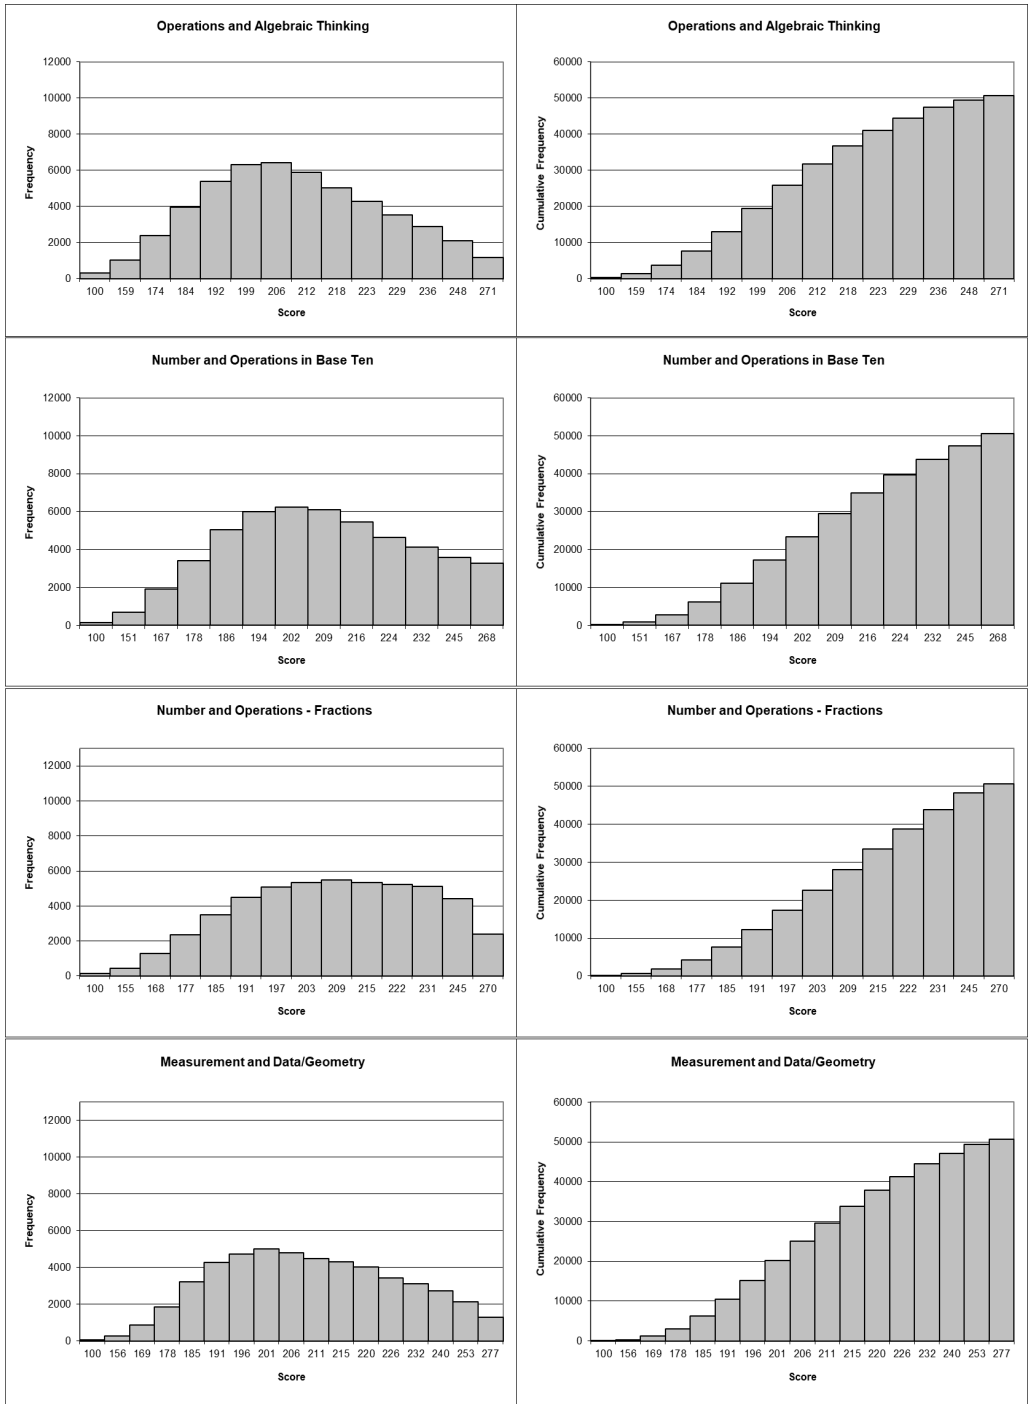 Operations and Algebraic Thinking
12000
10000
8000
6000
4000
2000
0
Frequency
100 159 174 184 192 199 206 212 218 223 229 236 248 271
Score
Operations and Algebraic Thinking
60000
50000
40000
30000
20000
10000
0
Cumulative Frequency
100 159 174 184 192 199 206 212 218 223 229 236 248 271
Score
Number and Operations in Base Ten
12000
10000
8000
6000
4000
2000
0
Frequency
100 151 167 178 186 194 202 209 216 224 232 245 268
Score
Number and Operations in Base Ten
60000
50000
40000
30000
20000
10000
0
Cumulative Frequency
100 151 167 178 186 194 202 209 216 224 232 245 268
Score
Number and Operations - Fractions
12000
10000
8000
6000
4000
2000
0
Frequency
100 155 168 177 185 191 197 203 209 215 222 231 245 270
Score
Number and Operations - Fractions
60000
50000
40000
30000
20000
10000
0
Cumulative Frequency
100 155 168 177 185 191 197 203 209 215 222 231 245 270
Score
Measurement and Data/Geometry
12000
10000
8000
6000
4000
2000
0
Frequency
100 156 169 178 185 191 196 201 206 211 215 220 226 232 240 253 277
Score
Measurement and Data/Geometry
60000
50000
40000
30000
20000
10000
0
Cumulative Frequency
100 156 169 178 185 191 196 201 206 211 215 220 226 232 240 253 277
Score